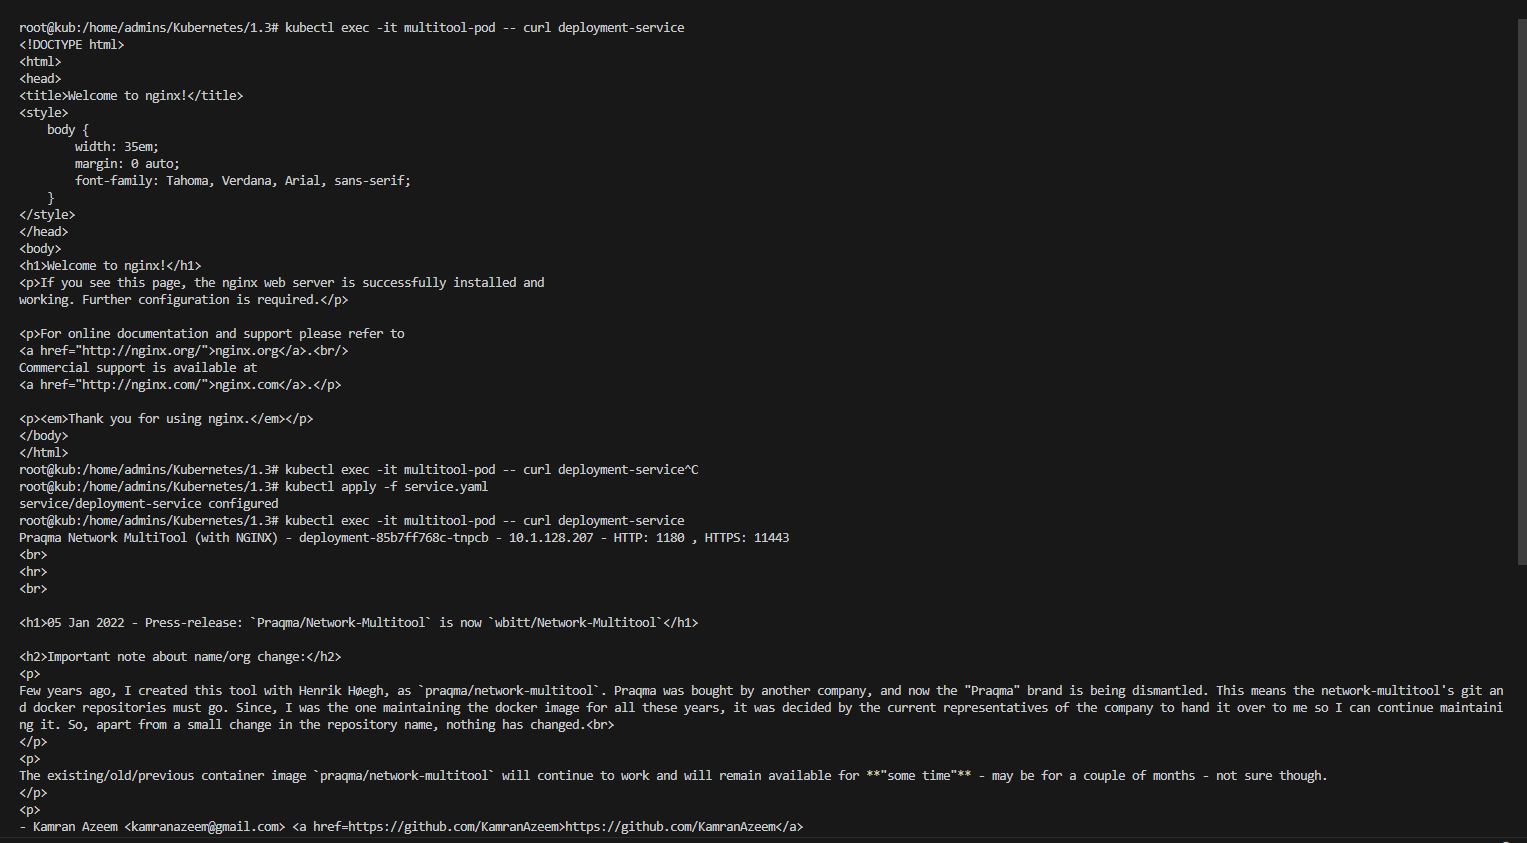 root@kub:/home/admins/Kubernetes/1.3# kubectl exec -it multitool-pod -- curl deployment-service
<!DOCTYPE html>
<html>
<head>
<title>Welcome to nginx!</title>
<style>
    body {
        width: 35em;
        margin: 0 auto;
        font-family: Tahoma, Verdana, Arial, sans-serif;
    }
</style>
</head>
<body>
<h1>Welcome to nginx!</h1>
<p>If you see this page, the nginx web server is successfully installed and
working. Further configuration is required.</p>

<p>For online documentation and support please refer to
<a href="http://nginx.org/">nginx.org</a>.<br/>
Commercial support is available at
<a href="http://nginx.com/">nginx.com</a>.</p>

<p><em>Thank you for using nginx.</em></p>
</body>
</html>
root@kub:/home/admins/Kubernetes/1.3# kubectl exec -it multitool-pod -- curl deployment-service^C
root@kub:/home/admins/Kubernetes/1.3# kubectl apply -f service.yaml
service/deployment-service configured
root@kub:/home/admins/Kubernetes/1.3# kubectl exec -it multitool-pod -- curl deployment-service
Praqma Network MultiTool (with NGINX) - deployment-85b7ff768c-tnpcb - 10.1.128.207 - HTTP: 1180 , HTTPS: 11443
<br>
<hr>
<br>

<h1>05 Jan 2022 - Press-release: `Praqma/Network-Multitool` is now `wbitt/Network-Multitool`</h1>

<h2>Important note about name/org change:</h2>
<p>
Few years ago, I created this tool with Henrik Høegh, as `praqma/network-multitool`. Praqma was bought by another company, and now the "Praqma" brand is being dismantled. This means the network-multitool's git an
d docker repositories must go. Since, I was the one maintaining the docker image for all these years, it was decided by the current representatives of the company to hand it over to me so I can continue maintaini
ng it. So, apart from a small change in the repository name, nothing has changed.<br>
</p>
<p>
The existing/old/previous container image `praqma/network-multitool` will continue to work and will remain available for **"some time"** - may be for a couple of months - not sure though.
</p>
<p>
- Kamran Azeem <kamranazeem@gmail.com> <a href=https://github.com/KamranAzeem>https://github.com/KamranAzeem</a>